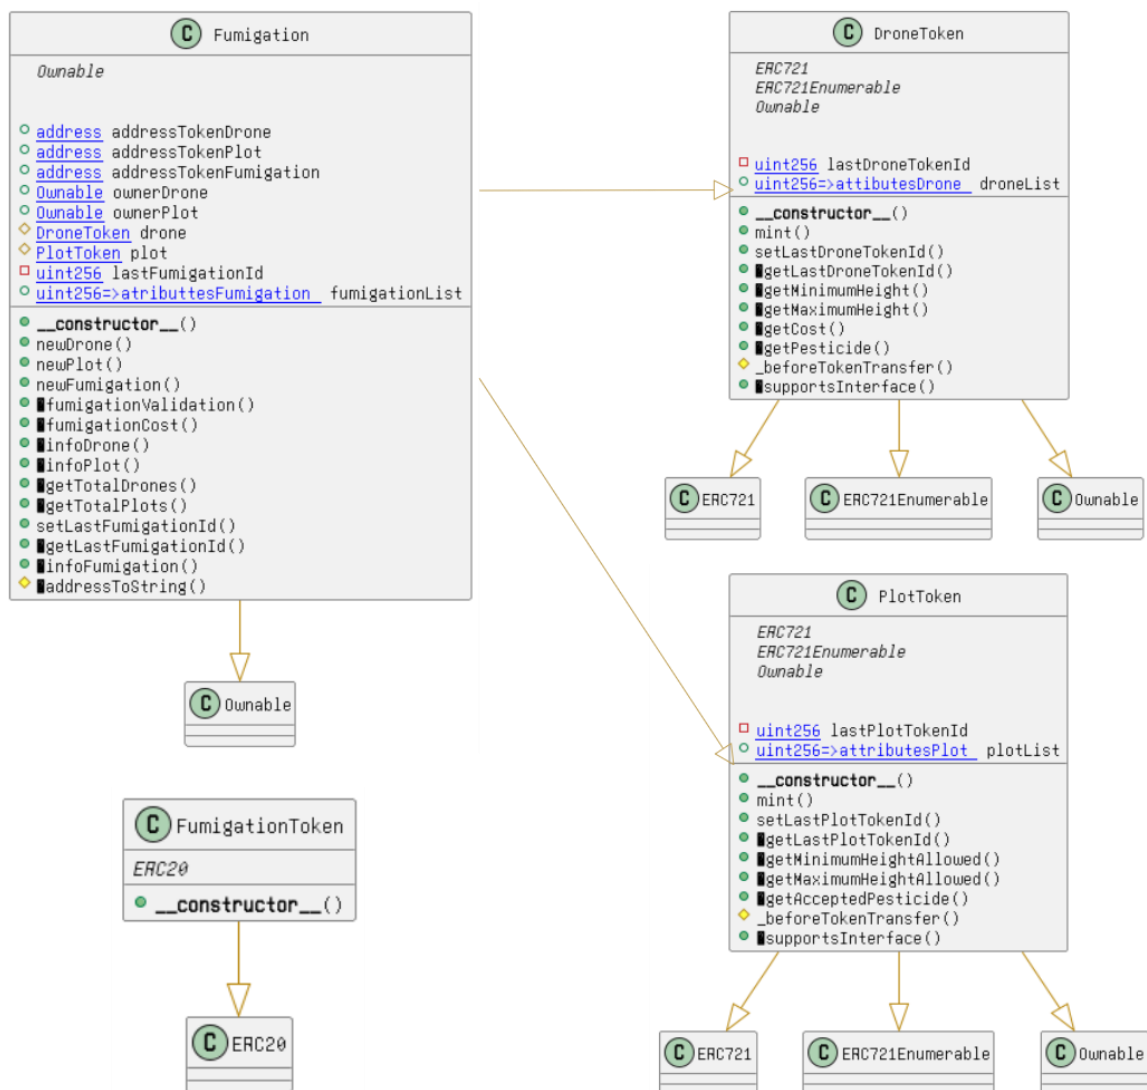 C Fumigation
Ownable
address addressTokenDrone
address addressTokenPlot
address addressTokenFumigation
Ownable ownerDrone
Ownable ownerPlot
DroneToken drone
PlotToken plot
uint256 lastFumigationId
uint256=>atributtesFumigation fumigationList
__constructor__()
newDrone()
newPlot()
newFumigation()
fumigationValidation()
fumigationCost()
infoDrone()
infoPlot()
getTotalDrones()
getTotalPlots()
setLastFumigationId()
getLastFumigationId()
infoFumigation()
addressToString()
C Ownable
C FumigationToken
ERC20
__constructor__()
C ERC20
C DroneToken
ERC721
ERC721Enumerable
Ownable
uint256 lastDroneTokenId
uint256=>attibutesDrone droneList
__constructor__()
mint()
setLastDroneTokenId()
getLastDroneTokenId()
getMinimumHeight()
getMaximumHeight()
getCost()
getPesticide()
_beforeTokenTransfer()
supportsInterface()
C ERC721
C ERC721Enumerable
C Ownable
C PlotToken
ERC721
ERC721Enumerable
Ownable
uint256 lastPlotTokenId
uint256=>attributesPlot plotList
__constructor__()
mint()
setLastPlotTokenId()
getLastPlotTokenId()
getMinimumHeightAllowed()
getMaximumHeightAllowed()
getAcceptedPesticide()
_beforeTokenTransfer()
supportsInterface()
C ERC721
C ERC721Enumerable
C Ownable